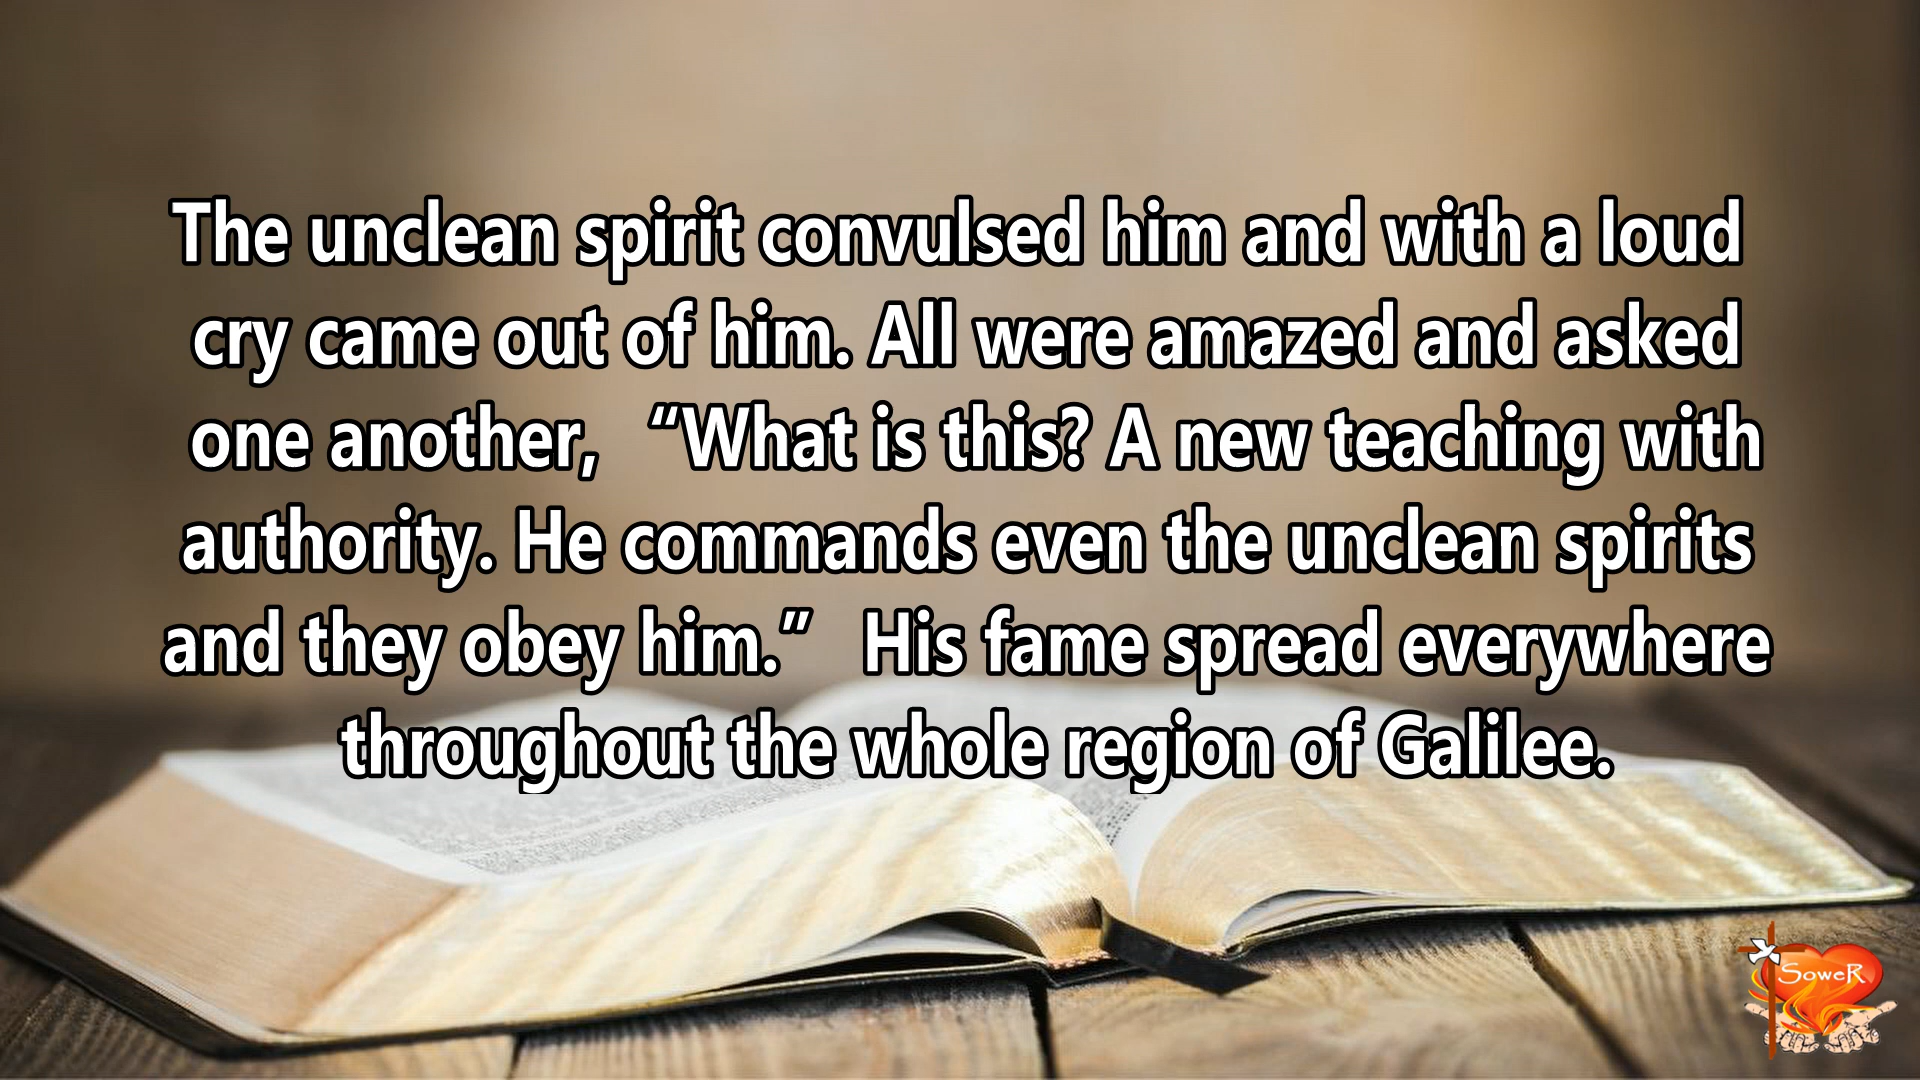 The unclean spirit convulsed him and with a loud
cry came out of him. All were amazed and asked
one another, “What is this? A new teaching with
authority. He commands even the unclean spirits
and they obey him.” His fame spread everywhere
throughout the whole region of Galilee.
SoweR